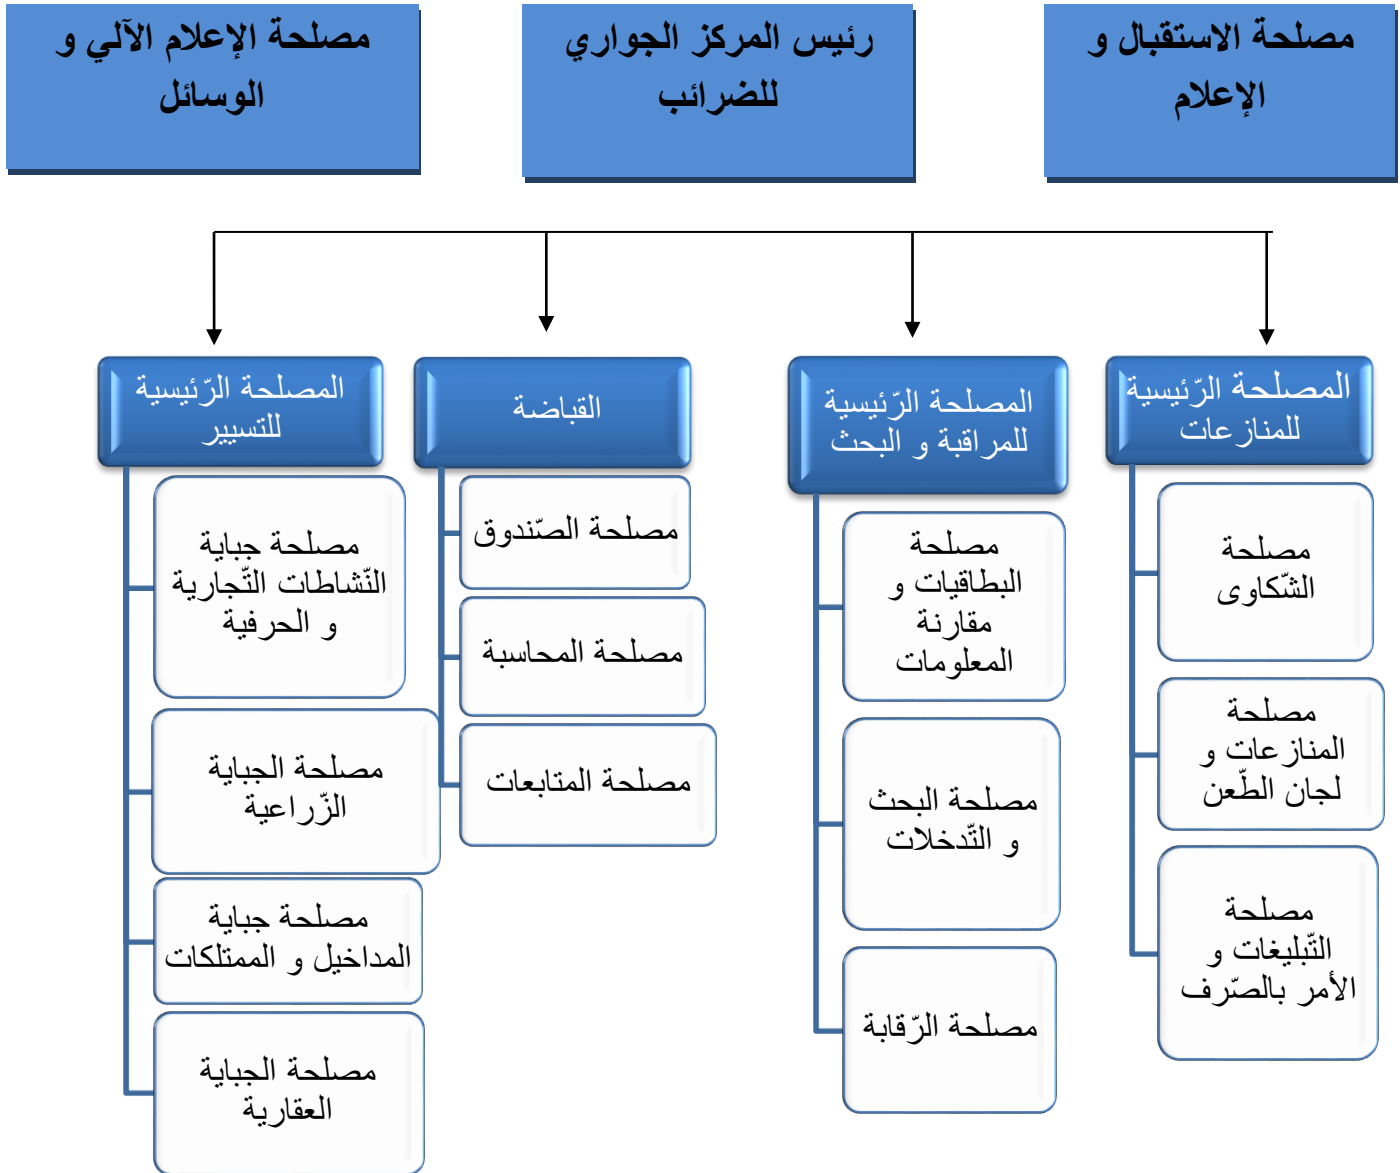 مصلحة الاستقبال و
الإعلام
رئيس المركز الجواري
للضرائب
مصلحة الإعلام الآلي و
الوسائل
المصلحة الرّئيسية
للمنازعات
مصلحة
الشّكاوى
مصلحة
المنازعات و
لجان الطّعن
مصلحة
التّبليغات و
الأمر بالصّرف
المصلحة الرّئيسية
للمراقبة و البحث
مصلحة
البطاقيات و
مقارنة
المعلومات
مصلحة البحث
و التّدخلات
مصلحة الرّقابة
القباضة
مصلحة الصّندوق
مصلحة المحاسبة
مصلحة المتابعات
المصلحة الرّئيسية
للتسيير
مصلحة جباية
النّشاطات التّجارية
و الحرفية
مصلحة الجباية
الزّراعية
مصلحة جباية
المداخيل و الممتلكات
مصلحة الجباية
العقارية